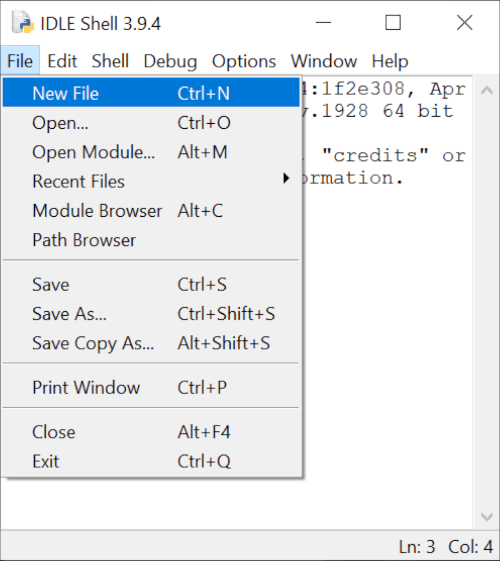 IDLE Shell 3.9.4
File Edit Shell Debug Options Window Help
New File Ctrl+N
Open... Ctrl+O
Open Module... Alt+M
Recent Files
Module Browser Alt+C
Path Browser
Save Ctrl+S
Save As... Ctrl+Shift+S
Save Copy As... Alt+Shift+S
Print Window Ctrl+P
Close Alt+F4
Exit Ctrl+Q
:1f2e308, Apr
.1928 64 bit
"credits" or
ormation.
Ln: 3 Col: 4